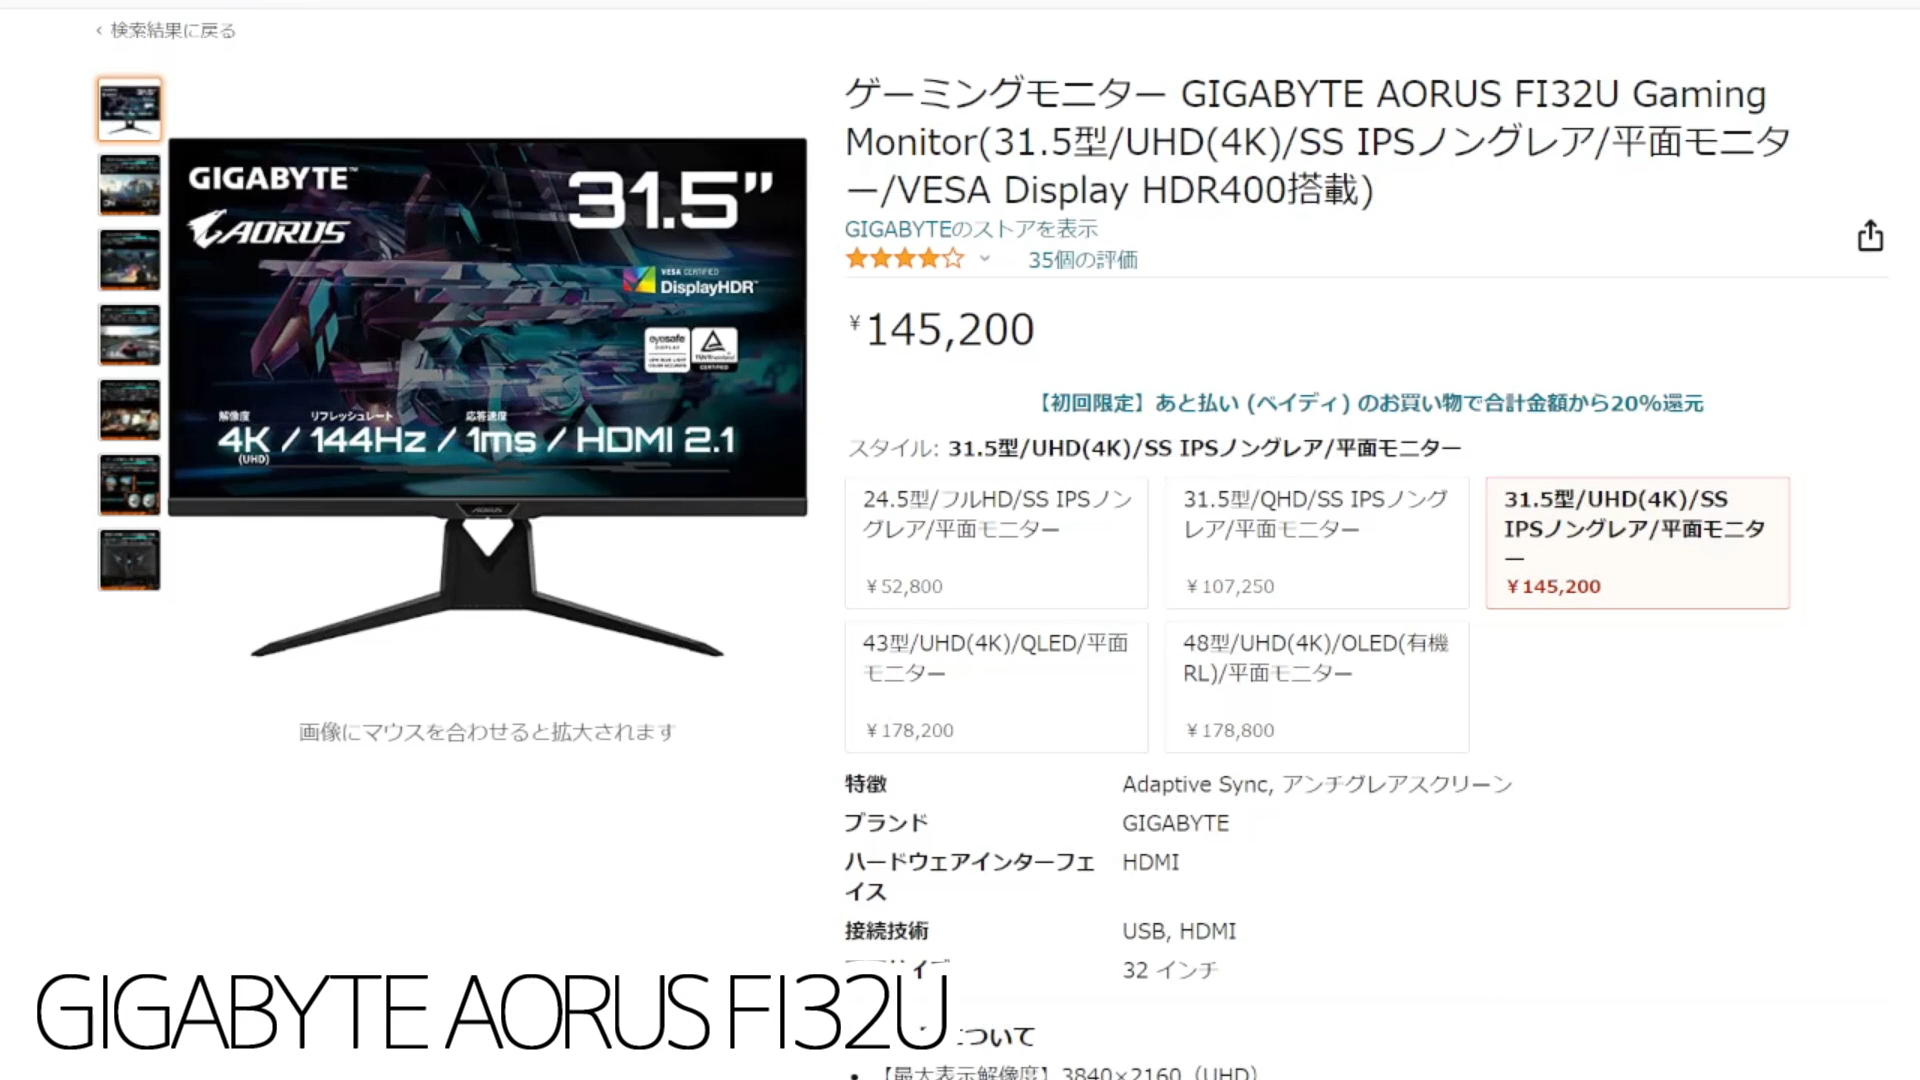 ‹ 検索結果に戻る
GIGABYTE™
AORUS
31.5”
VESA CERTIFIED
DisplayHDR™
eyesafe
DISPLAY
TÜVRheinland
CERTIFIED
解像度 リフレッシュレート 応答速度
4K / 144Hz / 1ms / HDMI 2.1
(UHD)
AORUS
画像にマウスを合わせると拡大されます
ゲーミングモニター GIGABYTE AORUS FI32U Gaming
Monitor(31.5型/UHD(4K)/SS IPSノングレア/平面モニタ
ー/VESA Display HDR400搭載)
GIGABYTEのストアを表示
35個の評価
¥145,200
【初回限定】あと払い (ペイディ) のお買い物で合計金額から20%還元
スタイル: 31.5型/UHD(4K)/SS IPSノングレア/平面モニター
24.5型/フルHD/SS IPSノン
グレア/平面モニター
¥52,800
31.5型/QHD/SS IPSノング
レア/平面モニター
¥107,250
31.5型/UHD(4K)/SS
IPSノングレア/平面モニタ
ー
¥145,200
43型/UHD(4K)/QLED/平面
モニター
¥178,200
48型/UHD(4K)/OLED(有機
RL)/平面モニター
¥178,800
特徴 Adaptive Sync, アンチグレアスクリーン
ブランド GIGABYTE
ハードウェアインターフェ HDMI
イス
接続技術 USB, HDMI
イズ 32 インチ
について
• 【最大表示解像度】3840×2160（UHD）
GIGABYTE AORUS FI32U